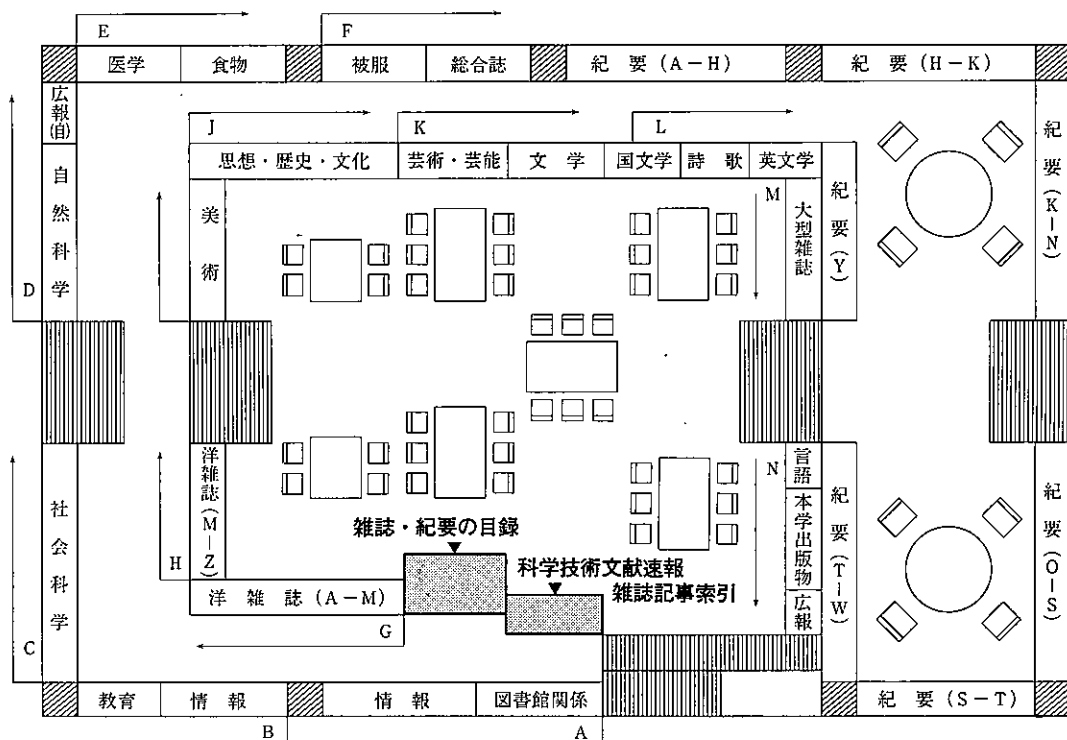 E
F
医学
食物
被服
総合誌
紀要(A-H)
紀要(H-K)
広報(自)
自然科学
D
J
K
L
思想・歴史・文化
芸術・芸能
文学
国文学
詩歌
英文学
美術
M
大型雑誌
紀要(Y)
紀要(K-N)
社会科学
C
H
洋雑誌(M-Z)
洋雑誌(A-M)
G
雑誌・紀要の目録
科学技術文献速報
雑誌記事索引
N
言語
本学出版物
広報
紀要(T-W)
紀要(O-S)
教育
情報
情報
図書館関係
紀要(S-T)
B
A